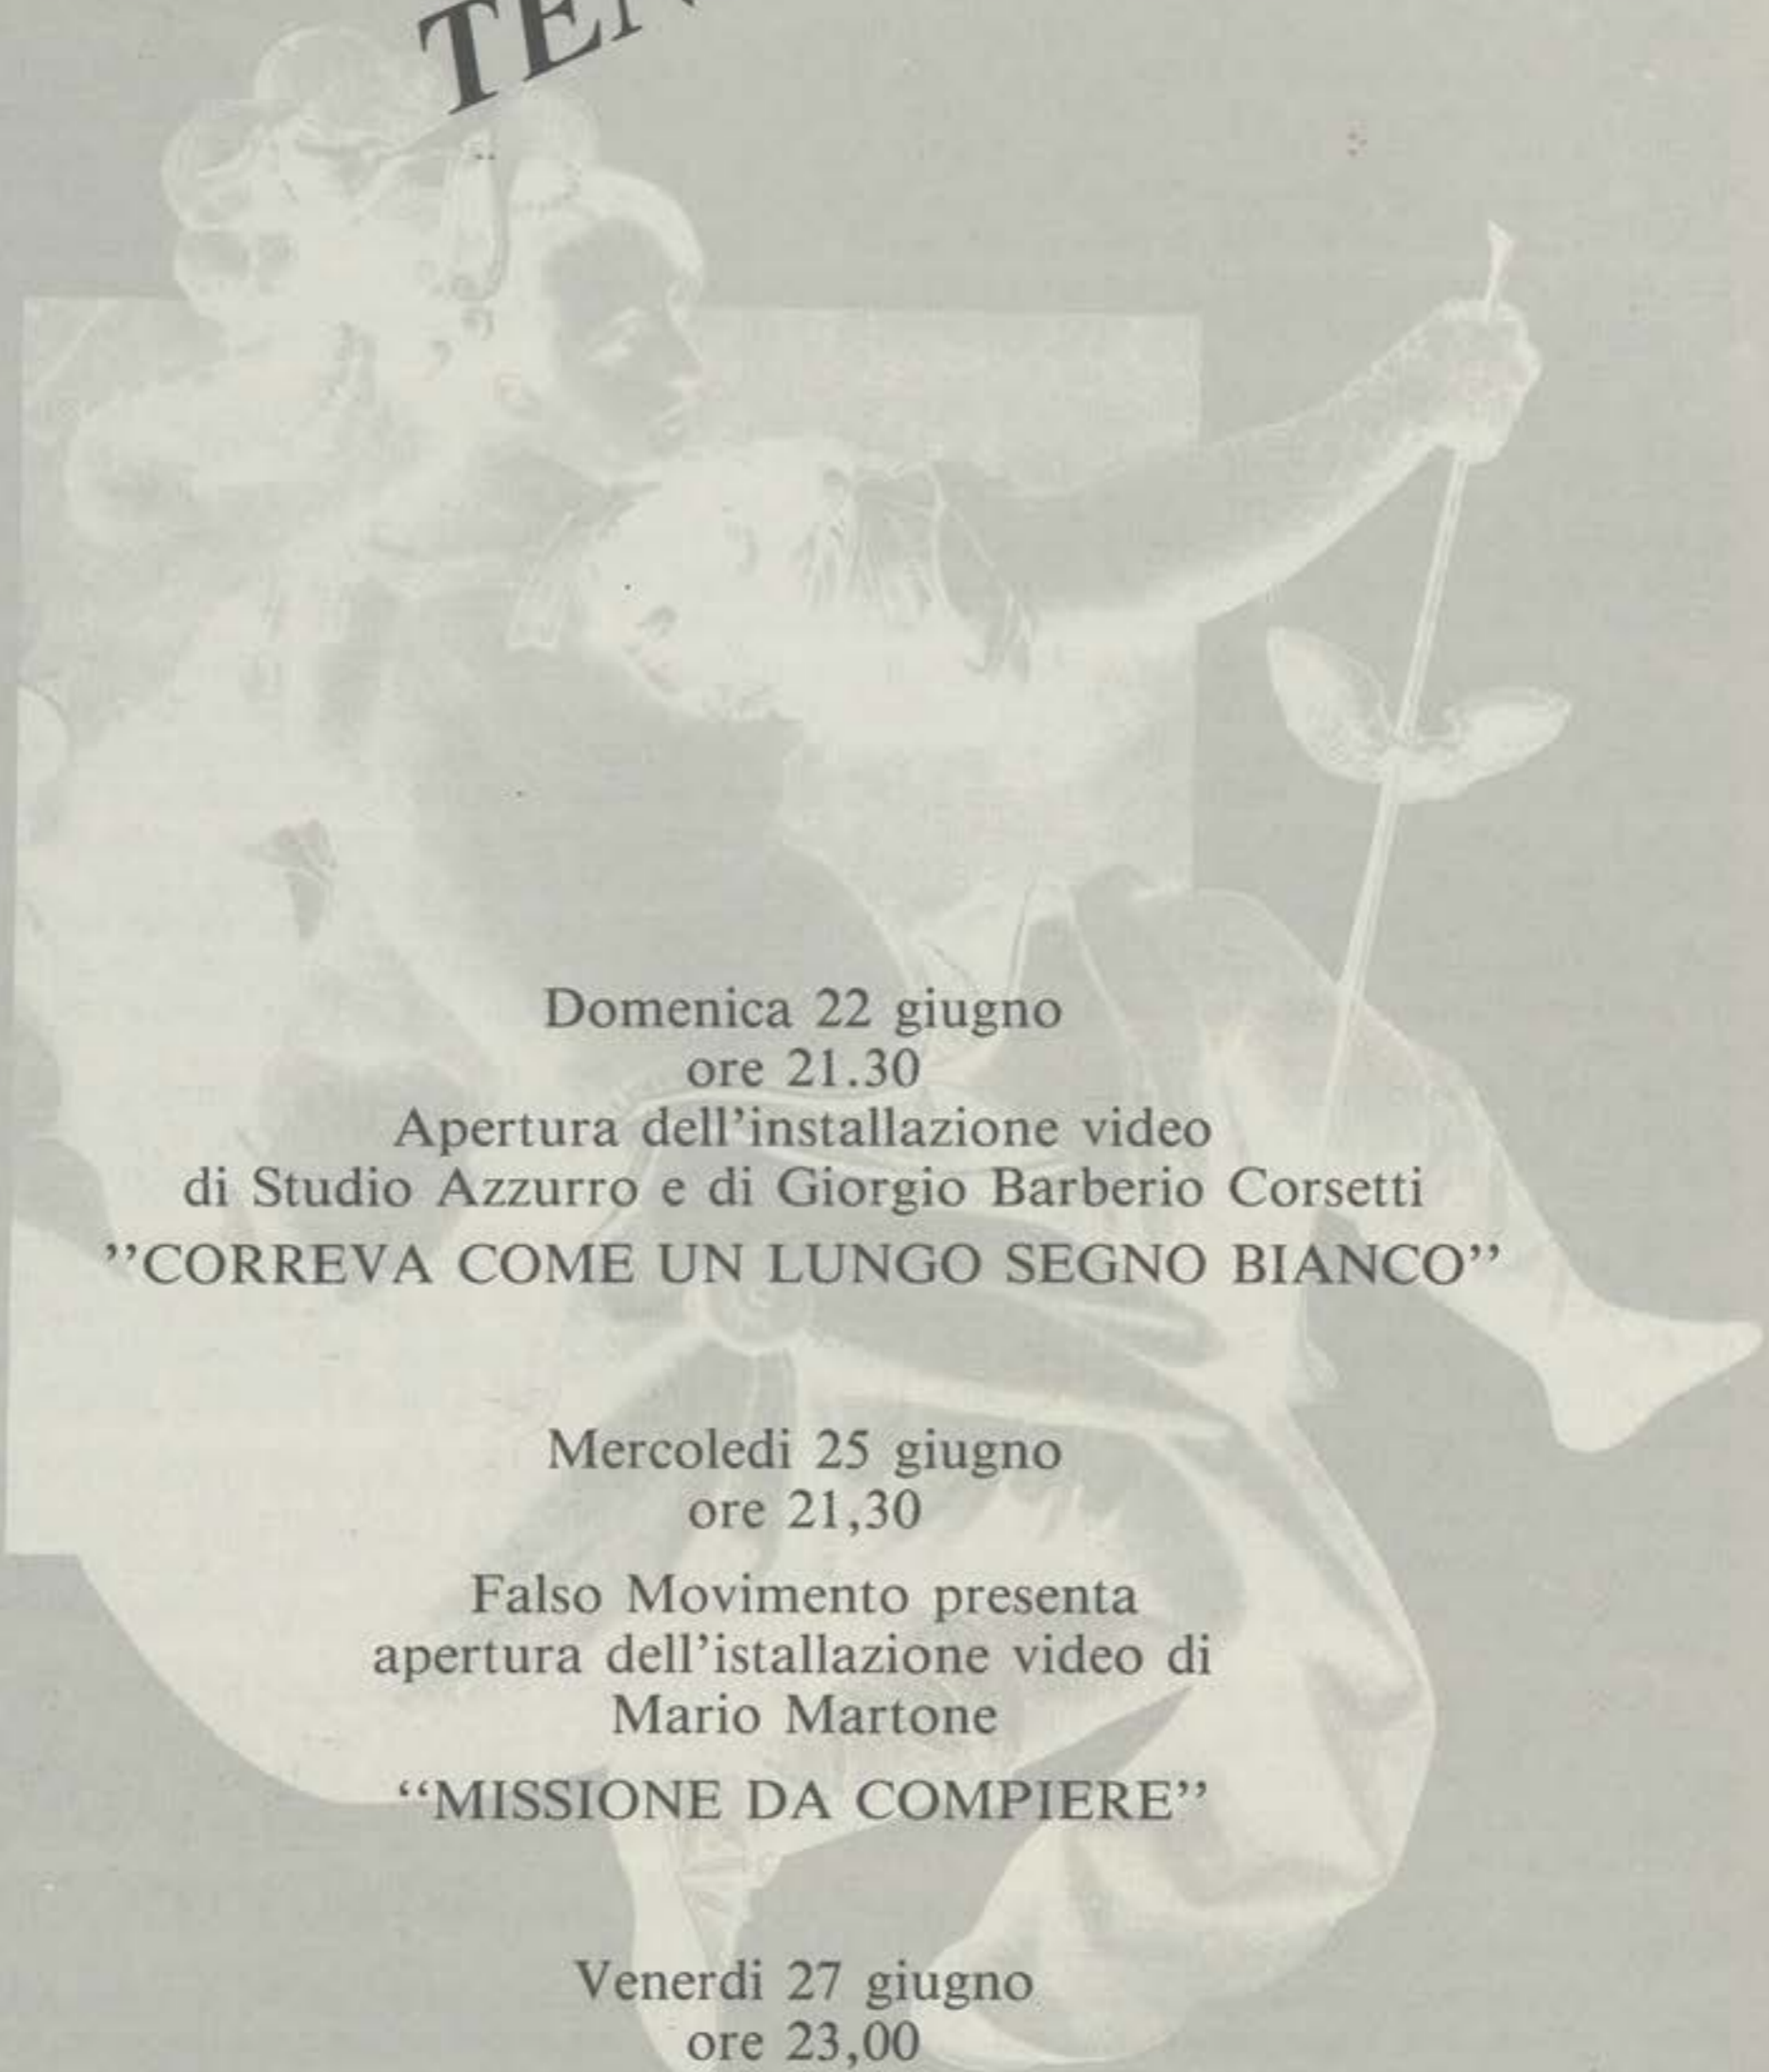 TEN
Domenica 22 giugno
ore 21.30
Apertura dell'installazione video
di Studio Azzurro e di Giorgio Barberio Corsetti
’’CORREVA COME UN LUNGO SEGNO BIANCO’’
Mercoledi 25 giugno
ore 21,30
Falso Movimento presenta
apertura dell'istallazione video di
Mario Martone
‘‘MISSIONE DA COMPIERE’’
Venerdi 27 giugno
ore 23,00